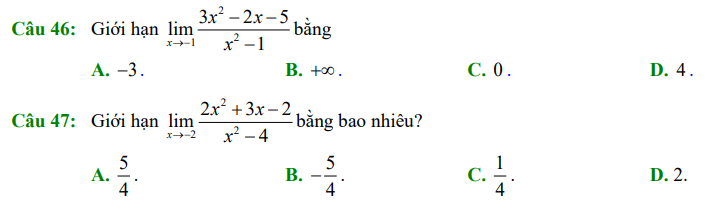 Câu 46: Giới hạn $\lim_{x \to -1} \frac{3x^2 - 2x - 5}{x^2 - 1}$ bằng
A. $-3$. B. $+\infty$. C. $0$. D. $4$.
Câu 47: Giới hạn $\lim_{x \to -2} \frac{2x^2 + 3x - 2}{x^2 - 4}$ bằng bao nhiêu?
A. $\frac{5}{4}$. B. $-\frac{5}{4}$. C. $\frac{1}{4}$. D. 2.